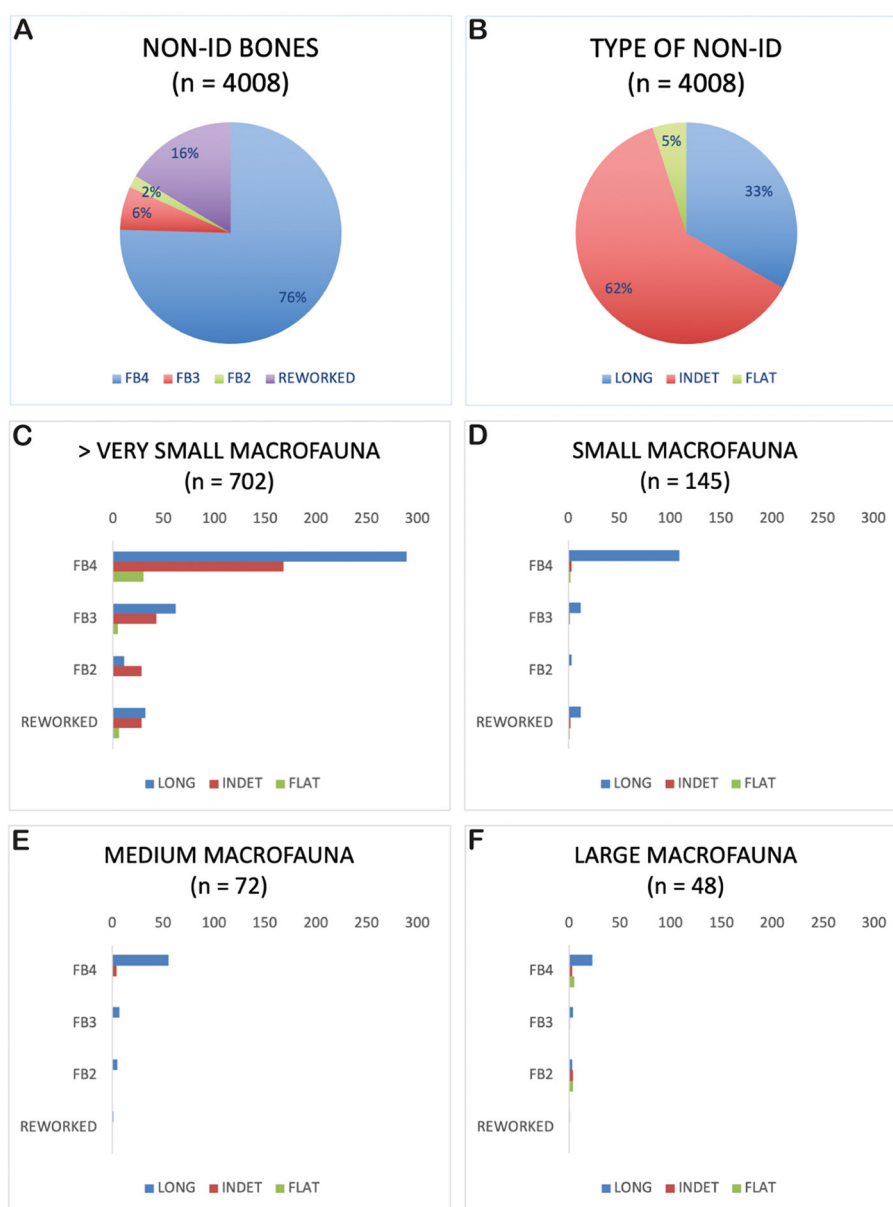 A
NON-ID BONES
(n = 4008)
16%
2%
6%
76%
FB4 FB3 FB2 REWORKED
B
TYPE OF NON-ID
(n = 4008)
5%
33%
62%
LONG INDET FLAT
C
> VERY SMALL MACROFAUNA
(n = 702)
0 50 100 150 200 250 300
FB4
FB3
FB2
REWORKED
LONG INDET FLAT
D
SMALL MACROFAUNA
(n = 145)
0 50 100 150 200 250 300
FB4
FB3
FB2
REWORKED
LONG INDET FLAT
E
MEDIUM MACROFAUNA
(n = 72)
0 50 100 150 200 250 300
FB4
FB3
FB2
REWORKED
LONG INDET FLAT
F
LARGE MACROFAUNA
(n = 48)
0 50 100 150 200 250 300
FB4
FB3
FB2
REWORKED
LONG INDET FLAT